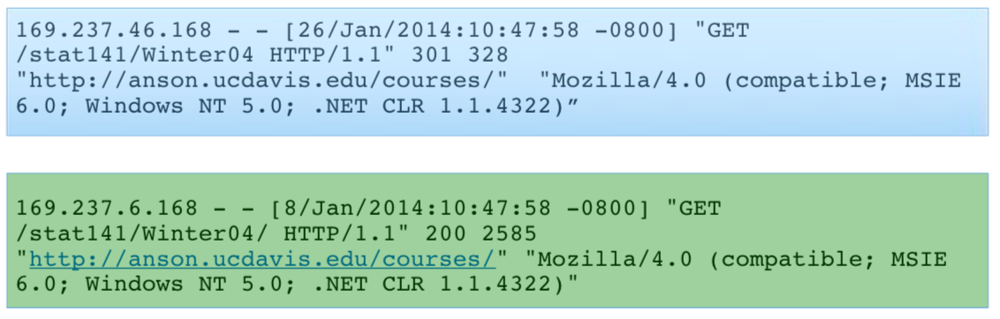 169.237.46.168 - - [26/Jan/2014:10:47:58 -0800] "GET
/stat141/Winter04 HTTP/1.1" 301 328
"http://anson.ucdavis.edu/courses/"  "Mozilla/4.0 (compatible; MSIE
6.0; Windows NT 5.0; .NET CLR 1.1.4322)”
169.237.6.168 - - [8/Jan/2014:10:47:58 -0800] "GET
/stat141/Winter04/ HTTP/1.1" 200 2585
"http://anson.ucdavis.edu/courses/" "Mozilla/4.0 (compatible; MSIE
6.0; Windows NT 5.0; .NET CLR 1.1.4322)"